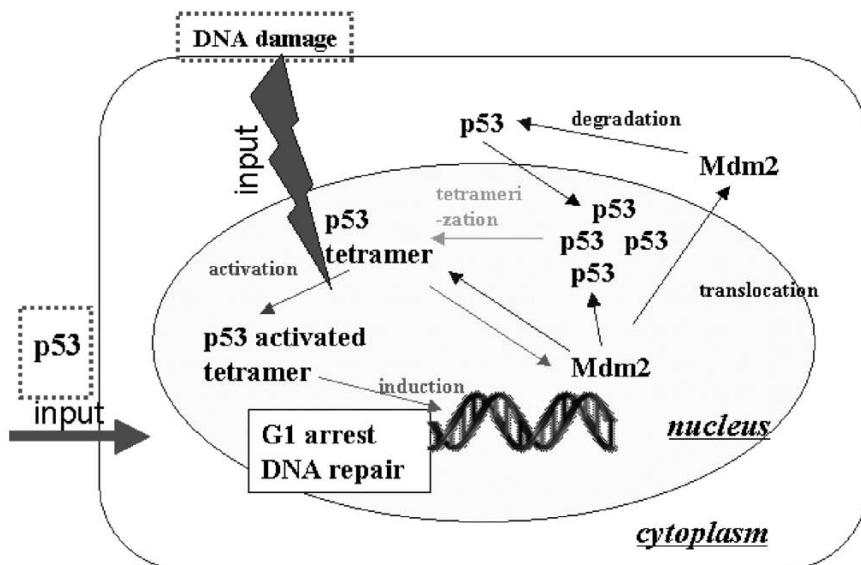 DNA damage
input
p53
degradation
Mdm2
tetrameri
-zation
p53
p53
p53
p53
p53
tetramer
activation
translocation
p53
input
p53 activated
tetramer
Mdm2
induction
G1 arrest
DNA repair
nucleus
cytoplasm